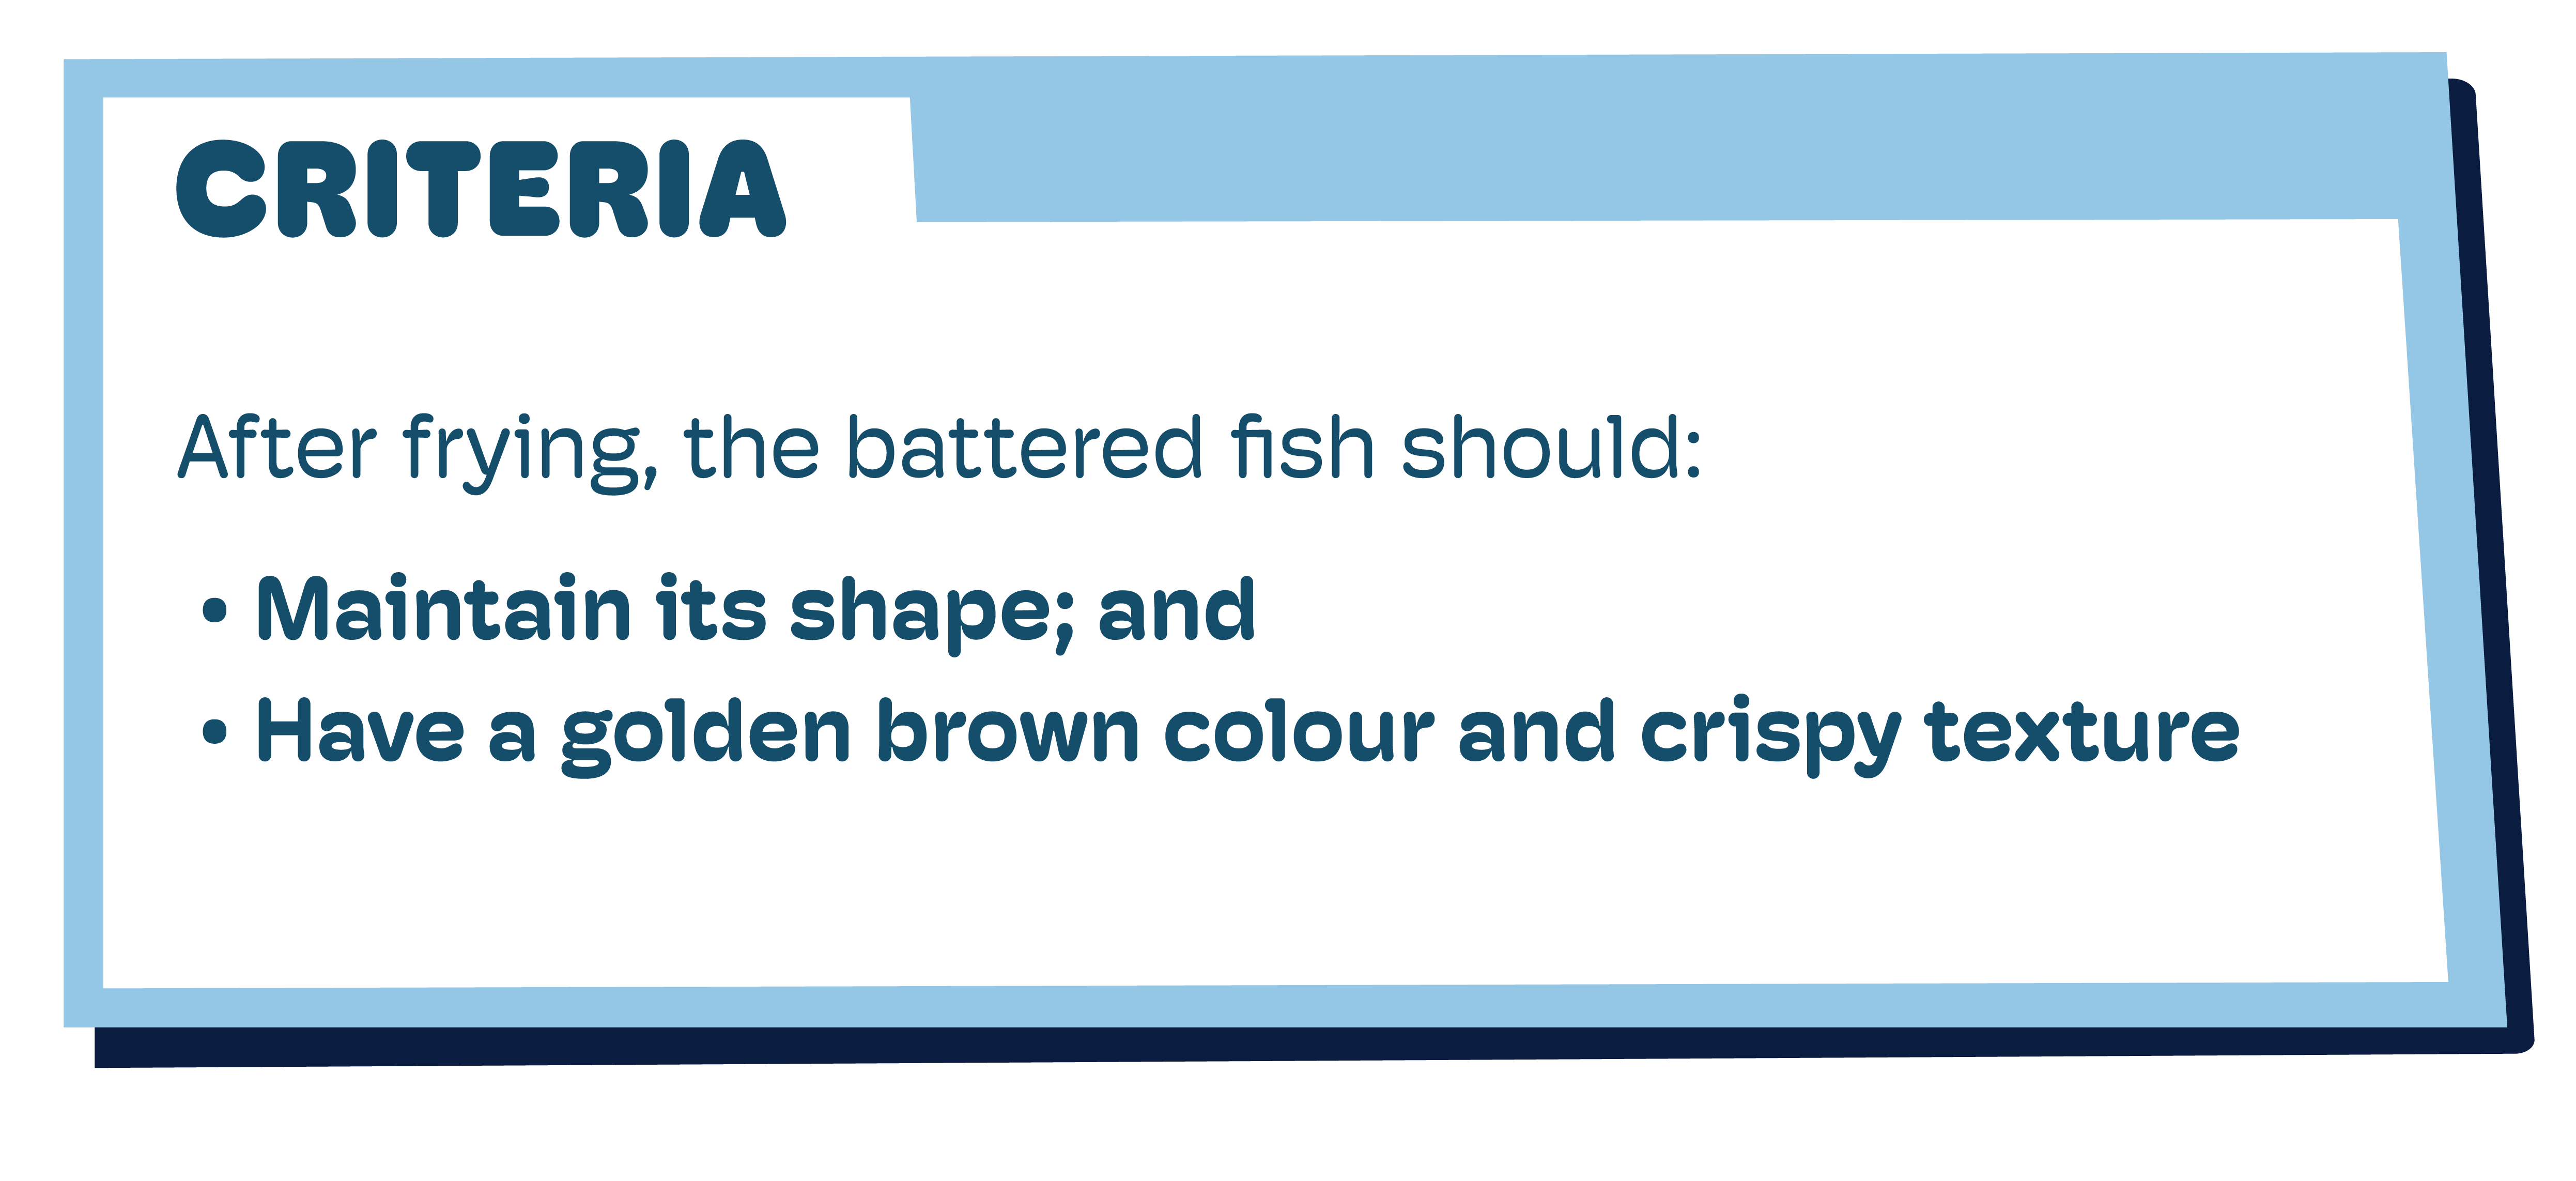 CRITERIA
After frying, the battered fish should:
• Maintain its shape; and
• Have a golden brown colour and crispy texture